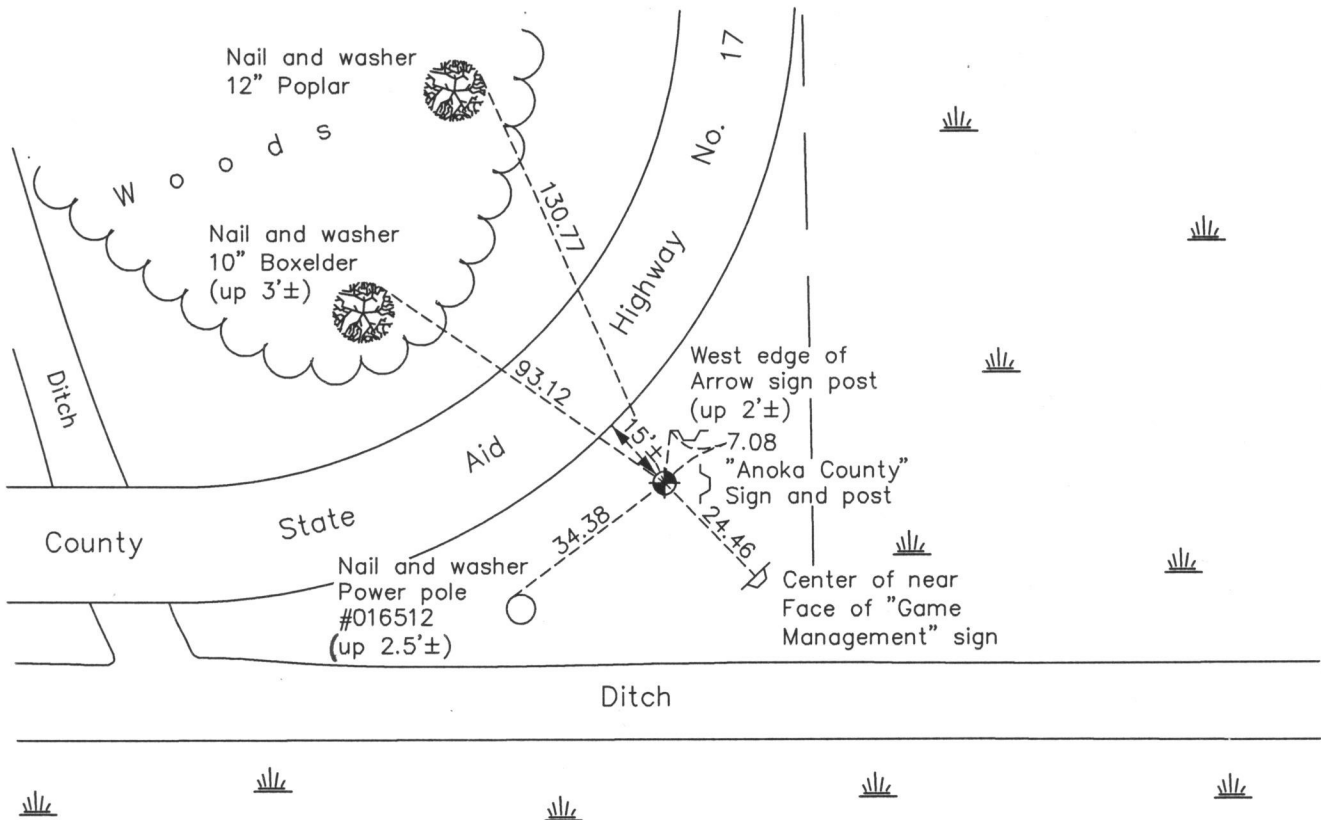 Nail and washer
12" Poplar
Woods
Nail and washer
10" Boxelder
(up 3'±)
Ditch
130.77
93.12
15'±
West edge of
Arrow sign post
(up 2'±)
7.08
"Anoka County"
Sign and post
34.38
24.46
County State Aid Highway No. 17
Nail and washer
Power pole
#016512
(up 2.5'±)
Center of near
Face of "Game
Management" sign
Ditch